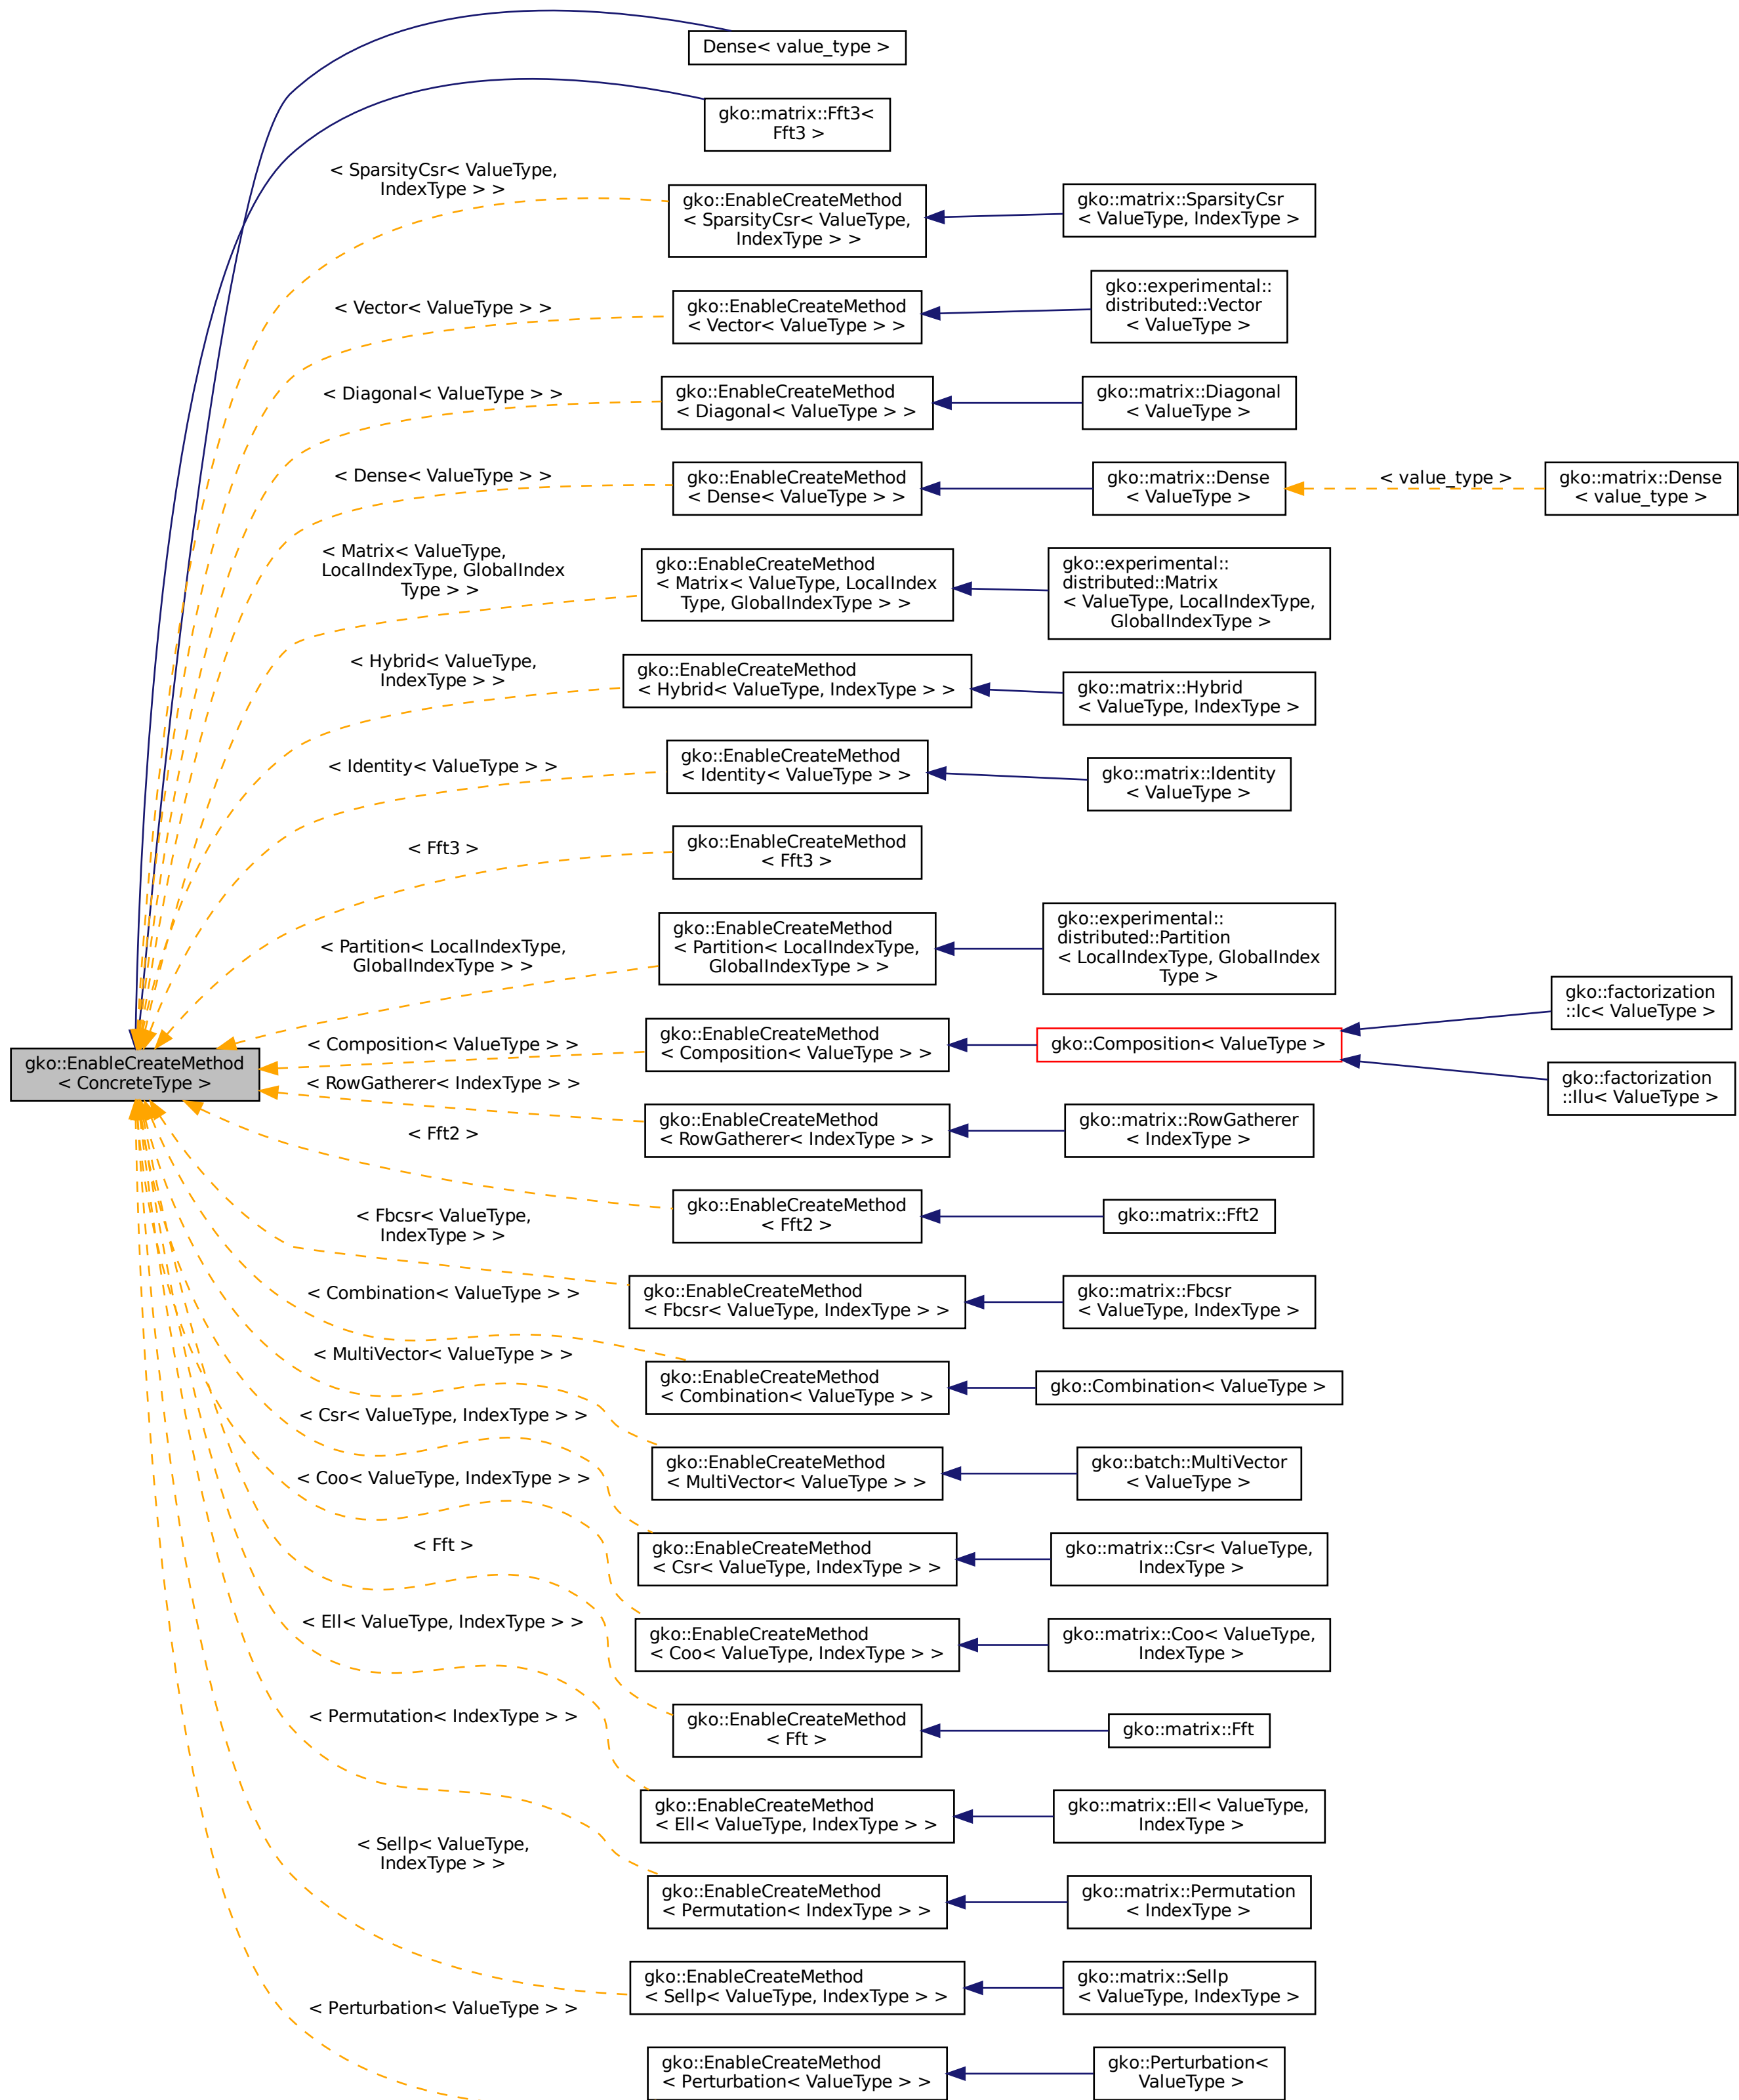 Dense< value_type >
gko::matrix::Fft3<
Fft3 >
< SparsityCsr< ValueType,
IndexType > >
gko::EnableCreateMethod
< SparsityCsr< ValueType,
IndexType > >
gko::matrix::SparsityCsr
< ValueType, IndexType >
< Vector< ValueType > >
gko::EnableCreateMethod
< Vector< ValueType > >
gko::experimental::
distributed::Vector
< ValueType >
< Diagonal< ValueType > >
gko::EnableCreateMethod
< Diagonal< ValueType > >
gko::matrix::Diagonal
< ValueType >
< Dense< ValueType > >
gko::EnableCreateMethod
< Dense< ValueType > >
gko::matrix::Dense
< ValueType >
< value_type >
gko::matrix::Dense
< value_type >
< Matrix< ValueType,
LocalIndexType, GlobalIndex
Type > >
gko::EnableCreateMethod
< Matrix< ValueType, LocalIndex
Type, GlobalIndexType > >
gko::experimental::
distributed::Matrix
< ValueType, LocalIndexType,
GlobalIndexType >
< Hybrid< ValueType,
IndexType > >
gko::EnableCreateMethod
< Hybrid< ValueType, IndexType > >
gko::matrix::Hybrid
< ValueType, IndexType >
< Identity< ValueType > >
gko::EnableCreateMethod
< Identity< ValueType > >
gko::matrix::Identity
< ValueType >
< Fft3 >
gko::EnableCreateMethod
< Fft3 >
< Partition< LocalIndexType,
GlobalIndexType > >
gko::EnableCreateMethod
< Partition< LocalIndexType,
GlobalIndexType > >
gko::experimental::
distributed::Partition
< LocalIndexType, GlobalIndex
Type >
gko::EnableCreateMethod
< ConcreteType >
< Composition< ValueType > >
gko::EnableCreateMethod
< Composition< ValueType > >
gko::Composition< ValueType >
gko::factorization
::Ic< ValueType >
gko::factorization
::Ilu< ValueType >
< RowGatherer< IndexType > >
gko::EnableCreateMethod
< RowGatherer< IndexType > >
gko::matrix::RowGatherer
< IndexType >
< Fft2 >
gko::EnableCreateMethod
< Fft2 >
gko::matrix::Fft2
< Fbcsr< ValueType,
IndexType > >
gko::EnableCreateMethod
< Fbcsr< ValueType, IndexType > >
gko::matrix::Fbcsr
< ValueType, IndexType >
< Combination< ValueType > >
gko::EnableCreateMethod
< Combination< ValueType > >
gko::Combination< ValueType >
< MultiVector< ValueType > >
gko::EnableCreateMethod
< MultiVector< ValueType > >
gko::batch::MultiVector
< ValueType >
< Csr< ValueType, IndexType > >
gko::EnableCreateMethod
< Csr< ValueType, IndexType > >
gko::matrix::Csr< ValueType,
IndexType >
< Coo< ValueType, IndexType > >
gko::EnableCreateMethod
< Coo< ValueType, IndexType > >
gko::matrix::Coo< ValueType,
IndexType >
< Fft >
gko::EnableCreateMethod
< Fft >
gko::matrix::Fft
< Ell< ValueType, IndexType > >
gko::EnableCreateMethod
< Ell< ValueType, IndexType > >
gko::matrix::Ell< ValueType,
IndexType >
< Permutation< IndexType > >
gko::EnableCreateMethod
< Permutation< IndexType > >
gko::matrix::Permutation
< IndexType >
< Sellp< ValueType,
IndexType > >
gko::EnableCreateMethod
< Sellp< ValueType, IndexType > >
gko::matrix::Sellp
< ValueType, IndexType >
< Perturbation< ValueType > >
gko::EnableCreateMethod
< Perturbation< ValueType > >
gko::Perturbation<
ValueType >